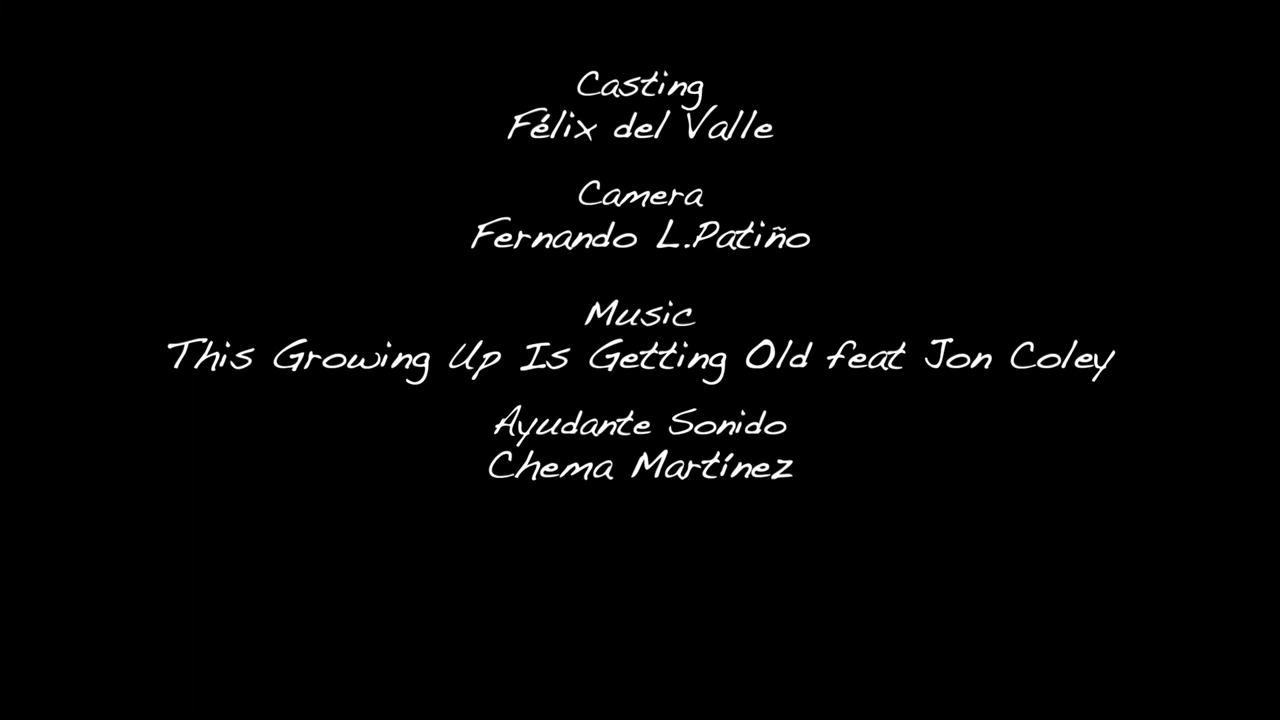 Casting
Félix del Valle
Camera
Fernando L.Patiño
Music
This Growing Up Is Getting Old feat Jon Coley
Ayudante Sonido
Chema Martínez